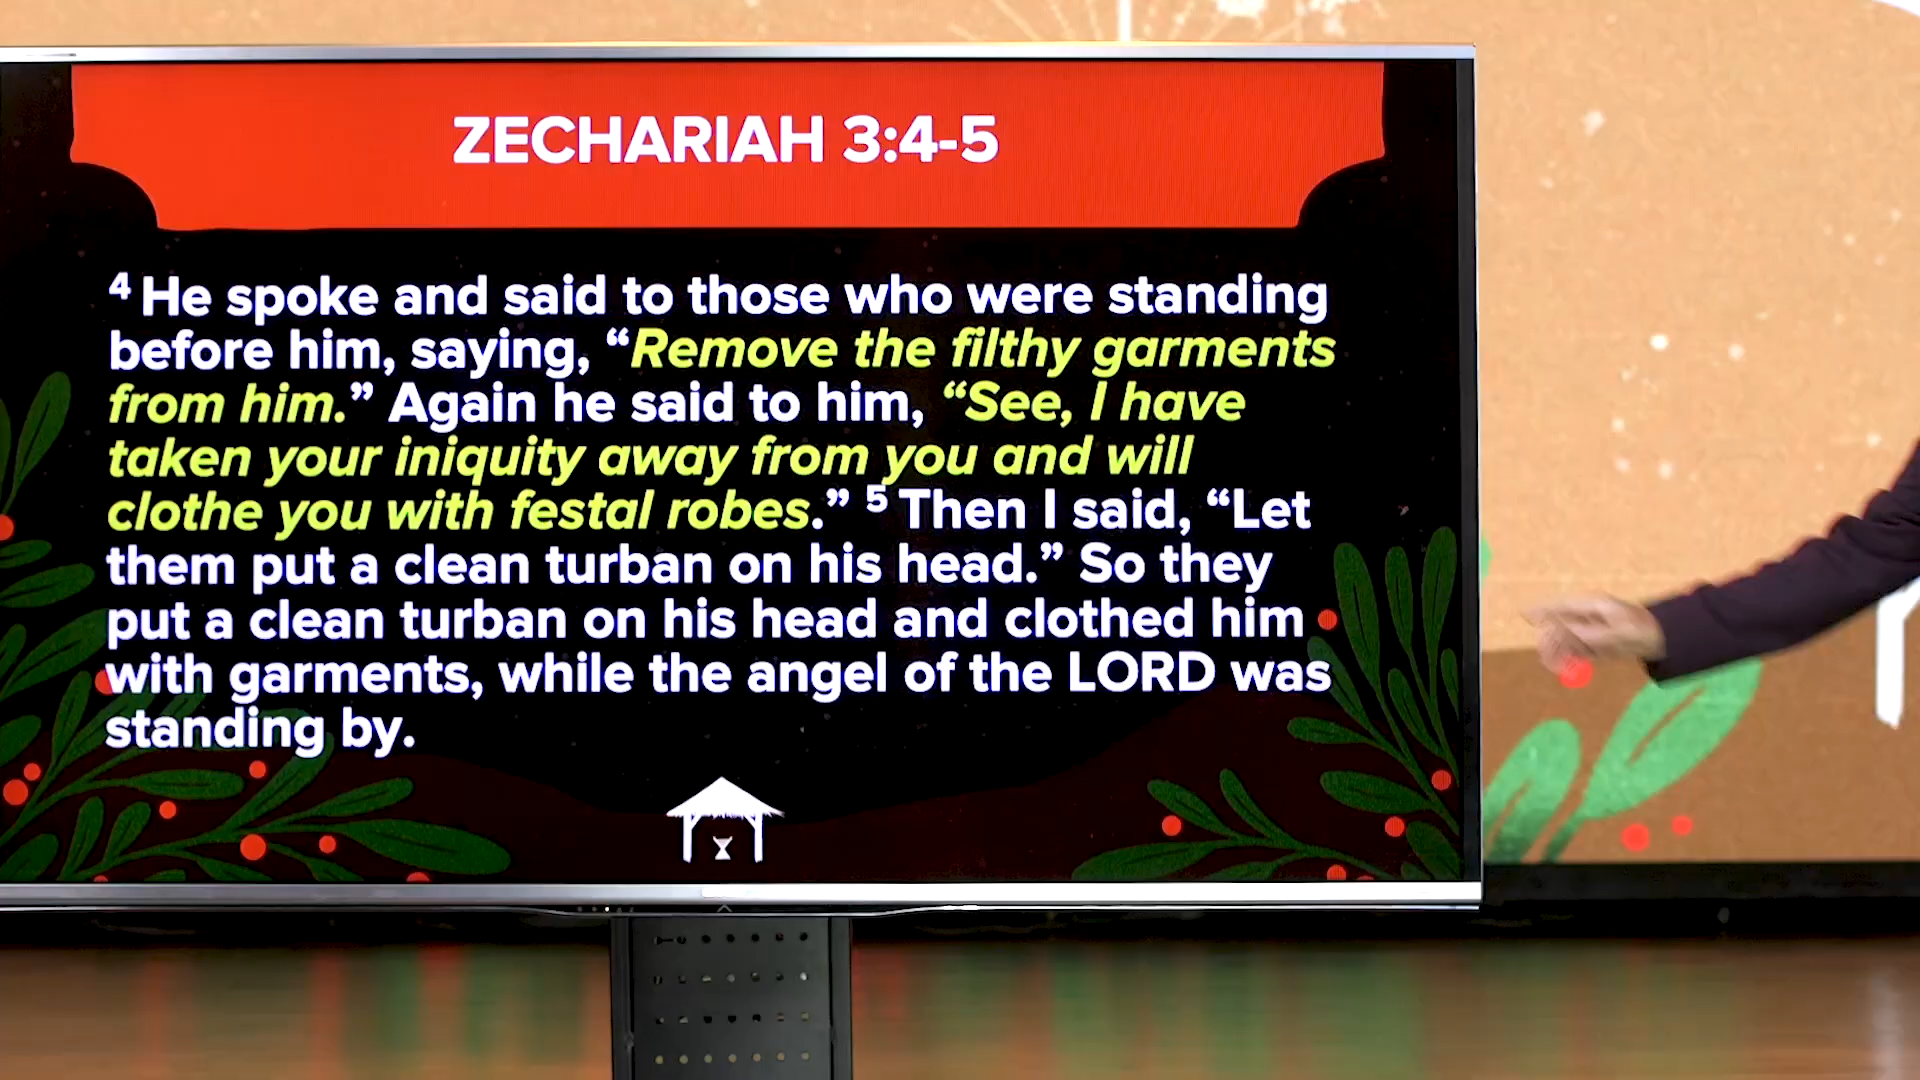 ZECHARIAH 3:4-5
4 He spoke and said to those who were standing
before him, saying, “Remove the filthy garments
from him.” Again he said to him, “See, I have
taken your iniquity away from you and will
clothe you with festal robes.” 5 Then I said, “Let
them put a clean turban on his head.” So they
put a clean turban on his head and clothed him
with garments, while the angel of the LORD was
standing by.